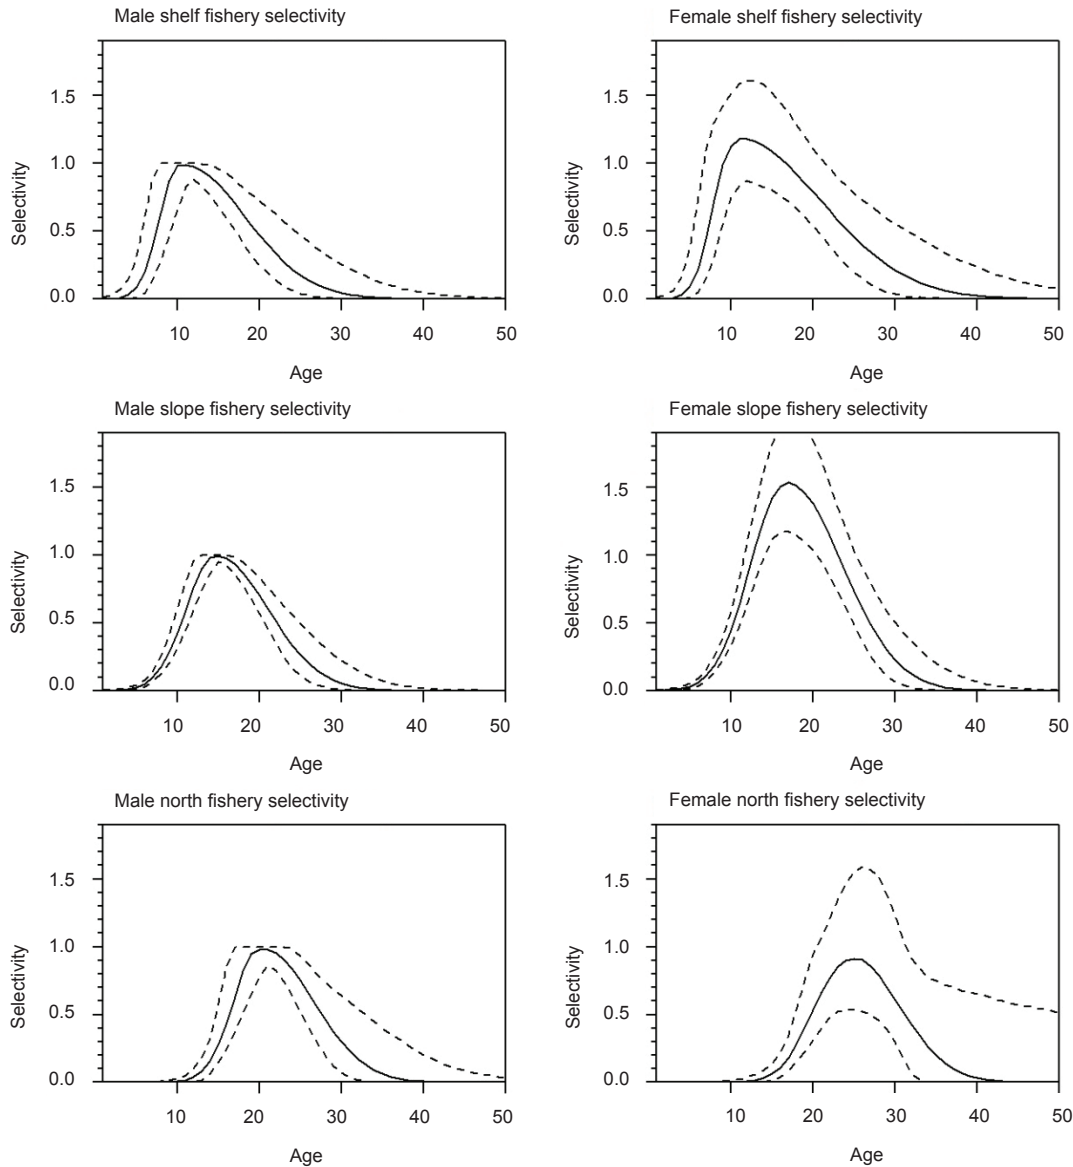 Male shelf fishery selectivity
Selectivity
1.5
1.0
0.5
0.0
10 20 30 40 50
Age
Female shelf fishery selectivity
Selectivity
1.5
1.0
0.5
0.0
10 20 30 40 50
Age
Male slope fishery selectivity
Selectivity
1.5
1.0
0.5
0.0
10 20 30 40 50
Age
Female slope fishery selectivity
Selectivity
1.5
1.0
0.5
0.0
10 20 30 40 50
Age
Male north fishery selectivity
Selectivity
1.5
1.0
0.5
0.0
10 20 30 40 50
Age
Female north fishery selectivity
Selectivity
1.5
1.0
0.5
0.0
10 20 30 40 50
Age